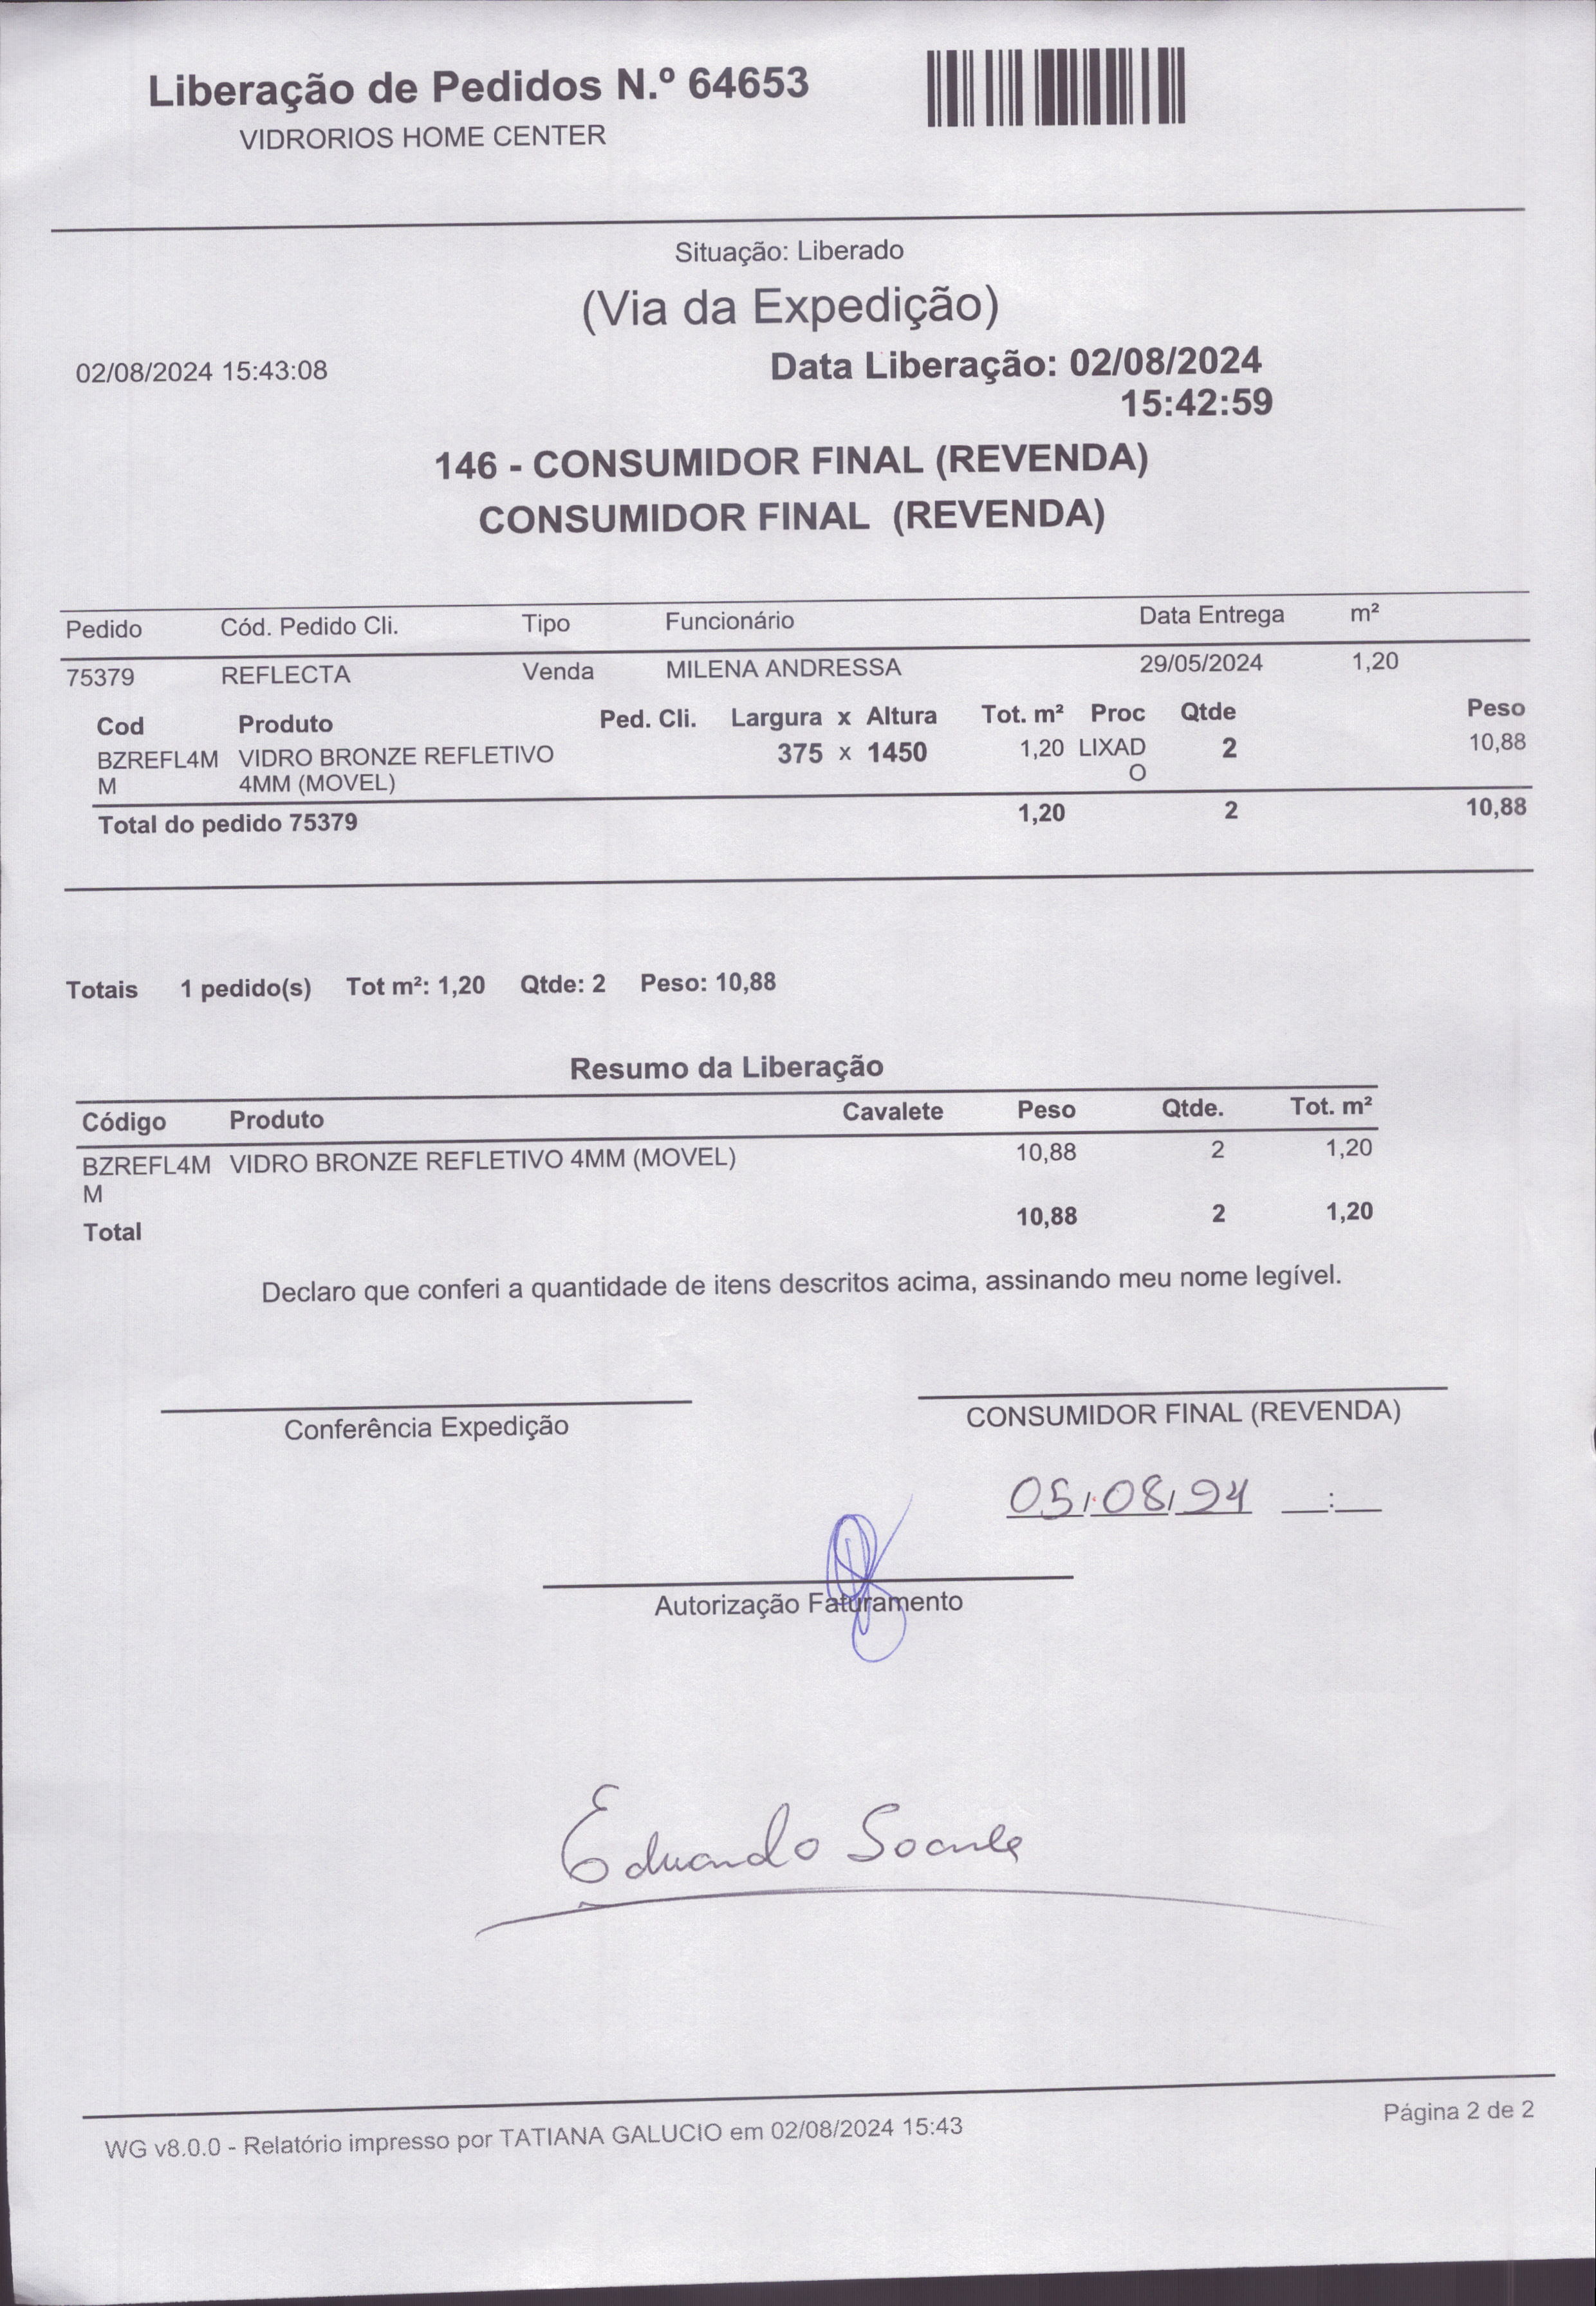 Liberação de Pedidos N.º 64653
VIDRORIOS HOME CENTER
Situação: Liberado
(Via da Expedição)
02/08/2024 15:43:08
Data Liberação: 02/08/2024
15:42:59
146 - CONSUMIDOR FINAL (REVENDA)
CONSUMIDOR FINAL (REVENDA)
Pedido Cód. Pedido Cli. Tipo Funcionário Data Entrega m²
75379 REFLECTA Venda MILENA ANDRESSA 29/05/2024 1,20
Cod Produto Ped. Cli. Largura x Altura Tot. m² Proc Qtde Peso
BZREFL4M VIDRO BRONZE REFLETIVO 375 x 1450 1,20 LIXAD 2 10,88
M 4MM (MOVEL) O
Total do pedido 75379 1,20 2 10,88
Totais 1 pedido(s) Tot m²: 1,20 Qtde: 2 Peso: 10,88
Resumo da Liberação
Código Produto Cavalete Peso Qtde. Tot. m²
BZREFL4M VIDRO BRONZE REFLETIVO 4MM (MOVEL) 10,88 2 1,20
M
Total 10,88 2 1,20
Declaro que conferi a quantidade de itens descritos acima, assinando meu nome legível.
Conferência Expedição
CONSUMIDOR FINAL (REVENDA)
05/08/24 __:__
Autorização Faturamento
Eduardo
WG v8.0.0 - Relatório impresso por TATIANA GALUCIO em 02/08/2024 15:43
Página 2 de 2